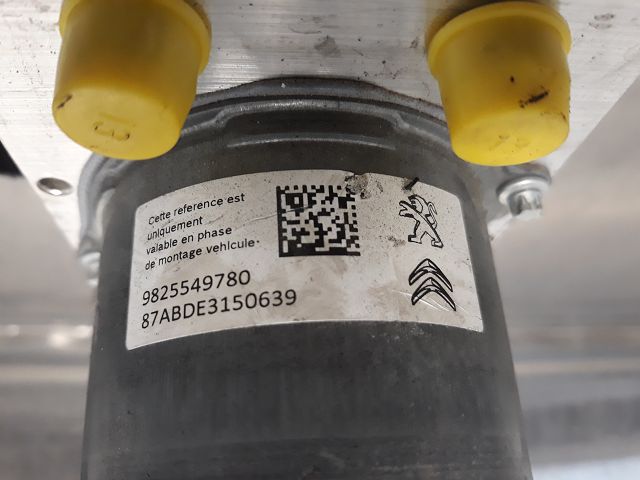 Cette reference est
uniquement
valable en phase
de montage vehicule.
9825549780
87ABDE3150639